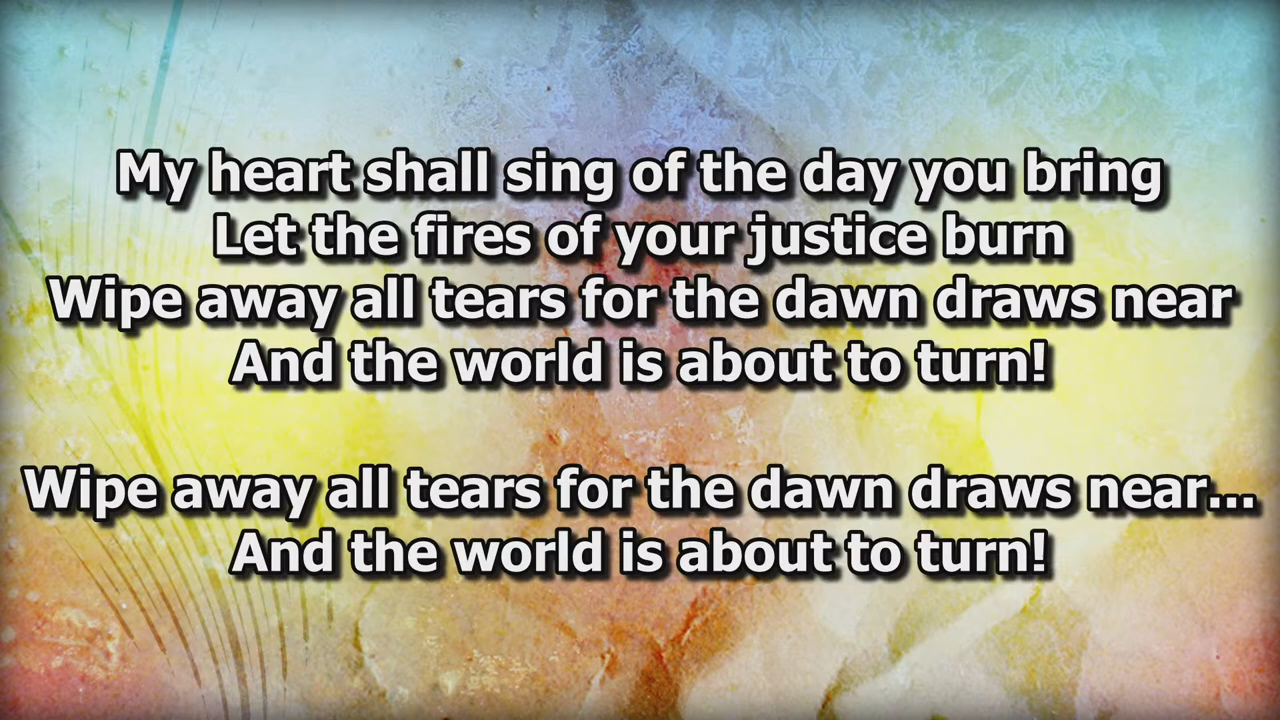 My heart shall sing of the day you bring
Let the fires of your justice burn
Wipe away all tears for the dawn draws near
And the world is about to turn!
Wipe away all tears for the dawn draws near...
And the world is about to turn!